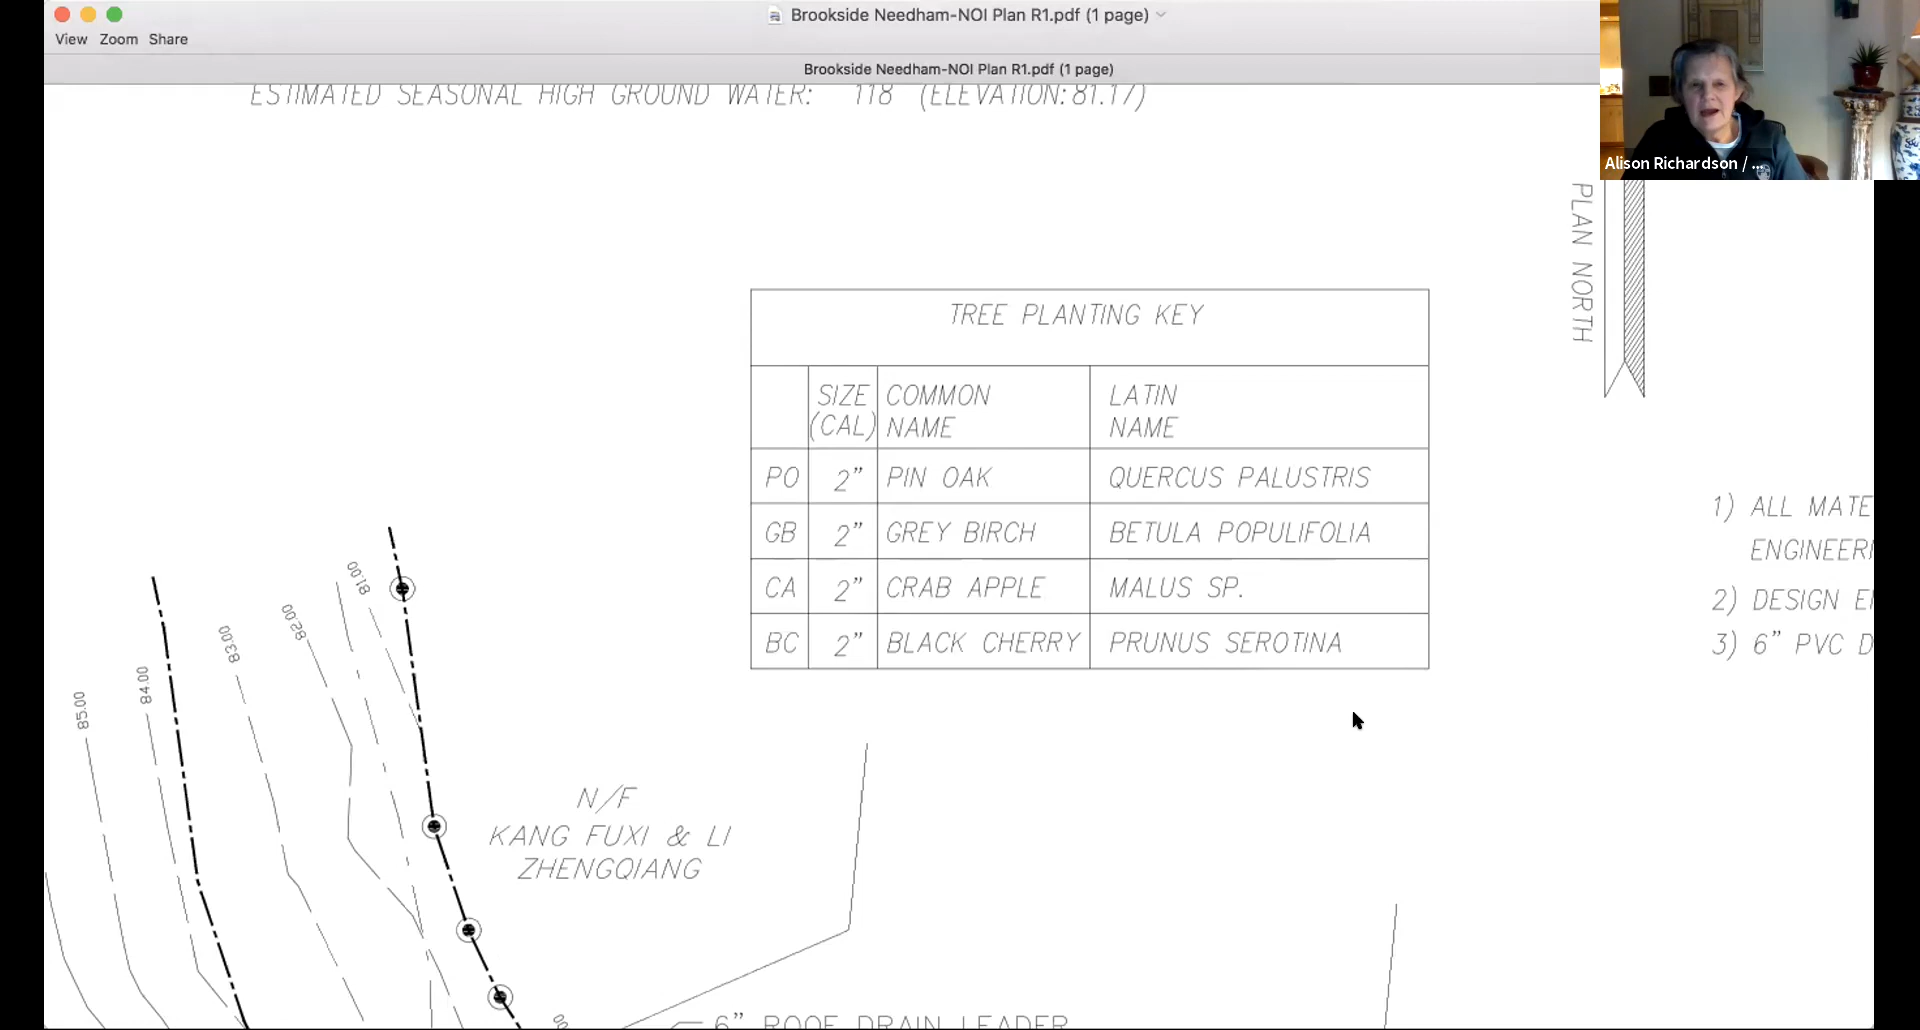 Brookside Needham-NOI Plan R1.pdf (1 page)
View Zoom Share
Brookside Needham-NOI Plan R1.pdf (1 page)
ESTIMATED SEASONAL HIGH GROUND WATER: 118 (ELEVATION: 81.17)
Alison Richardson / ...
PLAN NORTH
TREE PLANTING KEY
SIZE (CAL) COMMON NAME LATIN NAME
PO 2" PIN OAK QUERCUS PALUSTRIS
GB 2" GREY BIRCH BETULA POPULIFOLIA
CA 2" CRAB APPLE MALUS SP.
BC 2" BLACK CHERRY PRUNUS SEROTINA
1) ALL MATE
ENGINEERI
2) DESIGN E
3) 6" PVC D
81.00
82.00
83.00
84.00
85.00
N/F
KANG FUXI & LI
ZHENGQIANG
6" ROOF DRAIN LEADER